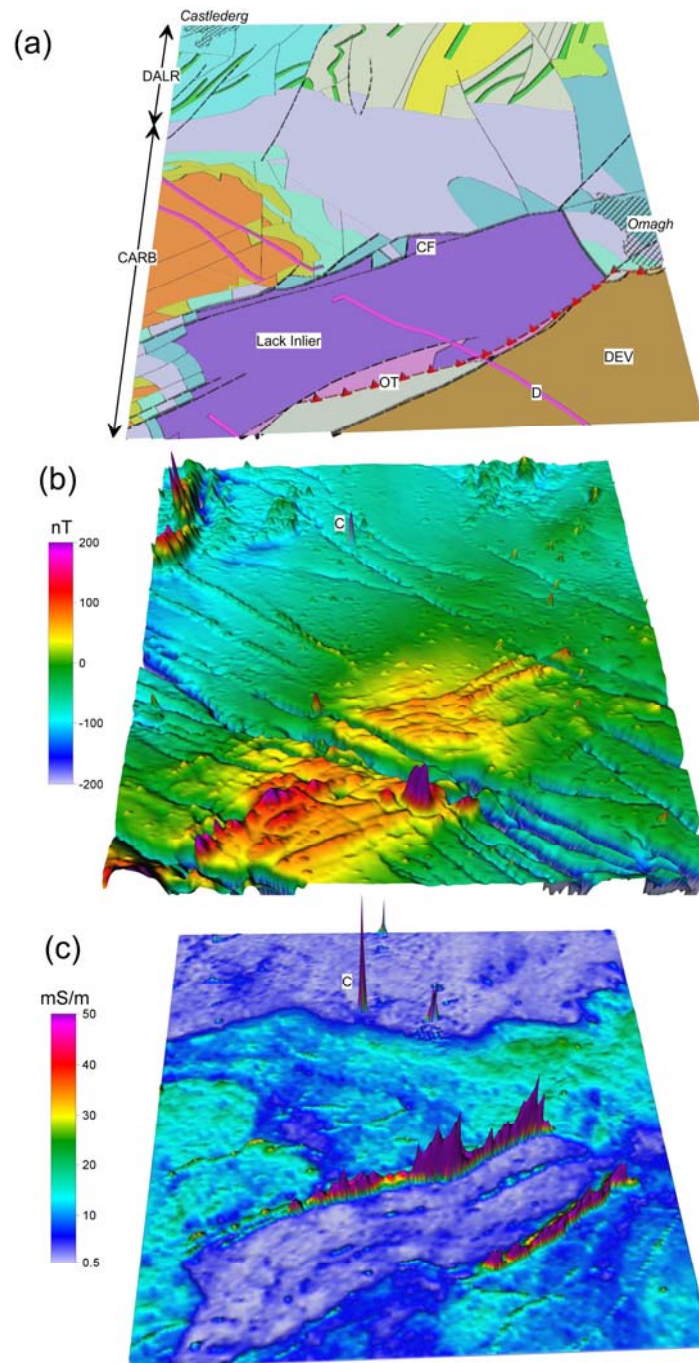 (a)
Castlederg
DALR
CARB
Omagh
CF
Lack Inlier
OT
DEV
D
(b)
nT
200
100
0
-100
-200
C
(c)
mS/m
50
40
30
20
10
0.5
C